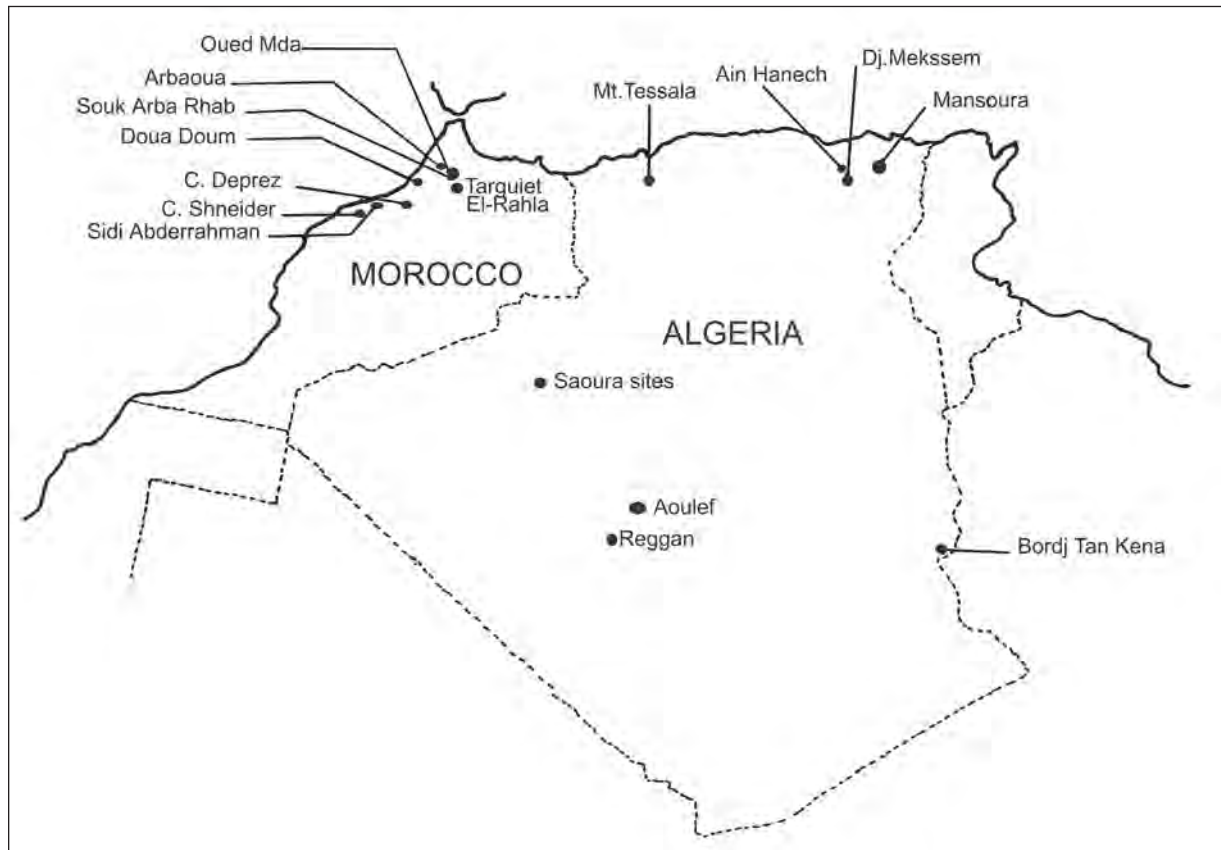 Oued Mda
Arbaoua
Souk Arba Rhab
Doua Doum
C. Deprez
C. Shneider
Sidi Abderrahman
Tarquiet
El-Rahla
Mt.Tessala
Ain Hanech
Dj.Mekssem
Mansoura
MOROCCO
ALGERIA
Saoura sites
Aoulef
Reggan
Bordj Tan Kena